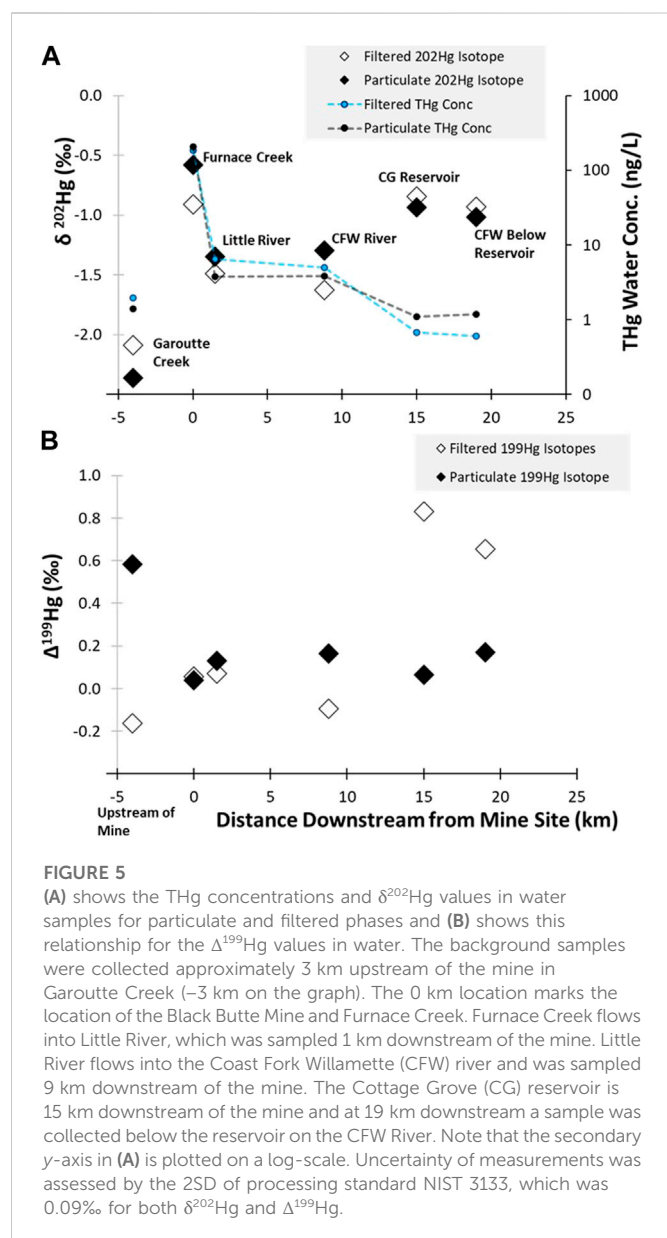 A
Filtered 202Hg Isotope
Particulate 202Hg Isotope
Filtered THg Conc
Particulate THg Conc
0.0
-0.5
-1.0
-1.5
-2.0
δ 202Hg (‰)
1000
100
10
1
0
THg Water Conc. (ng/L)
Furnace Creek
CG Reservoir
Little River
CFW River
CFW Below
Reservoir
Garoutte
Creek
-5 0 5 10 15 20 25
B
Filtered 199Hg Isotopes
Particulate 199Hg Isotope
1.0
0.8
0.6
0.4
0.2
0.0
-0.2
Δ199Hg (‰)
-5 0 5 10 15 20 25
Upstream of
Mine
Distance Downstream from Mine Site (km)
FIGURE 5
(A) shows the THg concentrations and δ202Hg values in water
samples for particulate and filtered phases and (B) shows this
relationship for the Δ199Hg values in water. The background samples
were collected approximately 3 km upstream of the mine in
Garoutte Creek (–3 km on the graph). The 0 km location marks the
location of the Black Butte Mine and Furnace Creek. Furnace Creek flows
into Little River, which was sampled 1 km downstream of the mine. Little
River flows into the Coast Fork Willamette (CFW) river and was sampled
9 km downstream of the mine. The Cottage Grove (CG) reservoir is
15 km downstream of the mine and at 19 km downstream a sample was
collected below the reservoir on the CFW River. Note that the secondary
y-axis in (A) is plotted on a log-scale. Uncertainty of measurements was
assessed by the 2SD of processing standard NIST 3133, which was
0.09‰ for both δ202Hg and Δ199Hg.